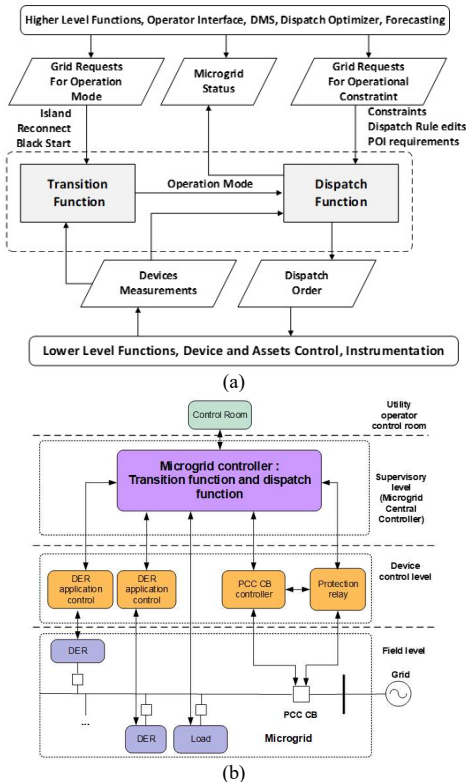 Higher Level Functions, Operator Interface, DMS, Dispatch Optimizer, Forecasting
Grid Requests
For Operation
Mode
Microgrid
Status
Grid Requests
For Operational
Constraint
Island
Reconnect
Black Start
Constraints
Dispatch Rule edits
POI requirements
Transition
Function
Operation Mode
Dispatch
Function
Devices
Measurements
Dispatch
Order
Lower Level Functions, Device and Assets Control, Instrumentation
(a)
Control Room
Utility
operator
control room
Microgrid controller :
Transition function and dispatch
function
Supervisory
level
(Microgrid
Central
Controller)
DER
application
control
DER
application
control
PCC CB
controller
Protection
relay
Device
control level
DER
Field level
Grid
...
PCC CB
DER
Load
Microgrid
(b)